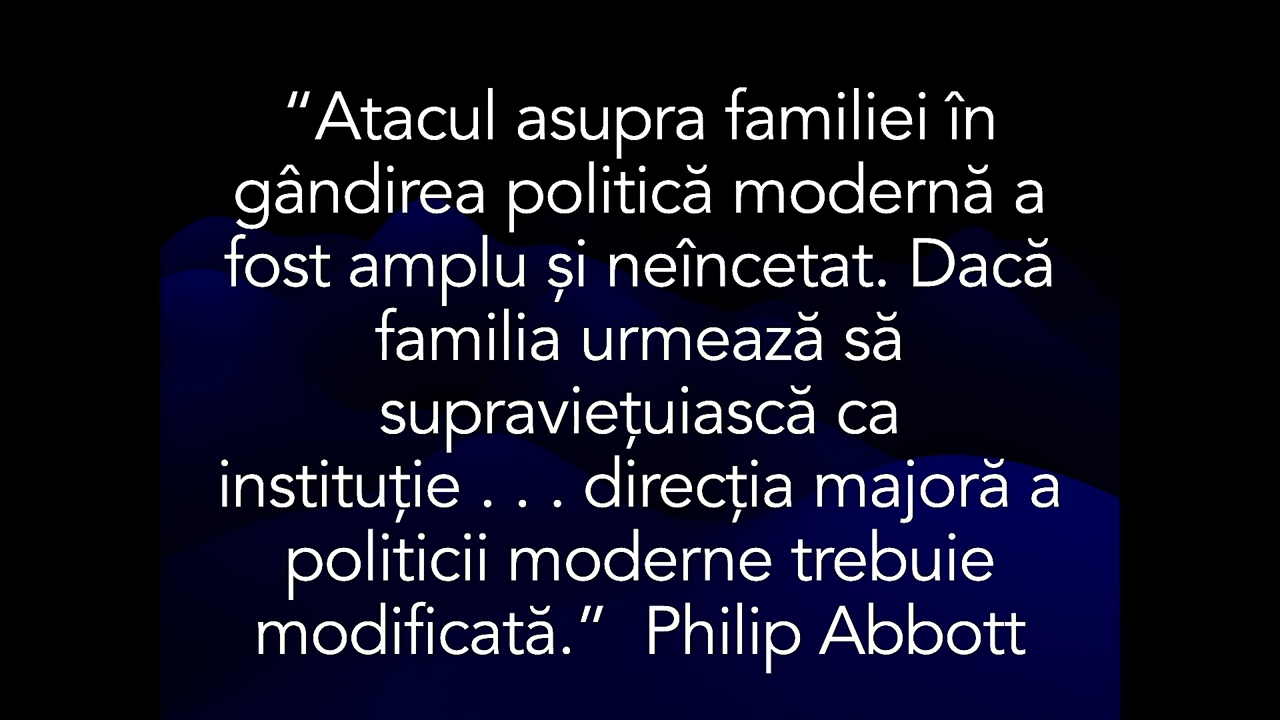 “Atacul asupra familiei în
gândirea politică modernă a
fost amplu și neîncetat. Dacă
familia urmează să
supraviețuiască ca
instituție . . . direcția majoră a
politicii moderne trebuie
modificată.”  Philip Abbott